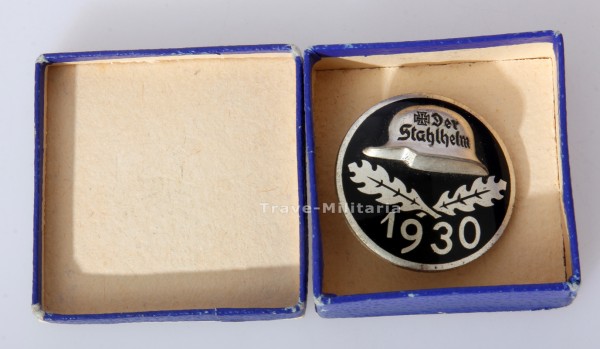 Der
Stahlhelm
Trave-Militaria
1930